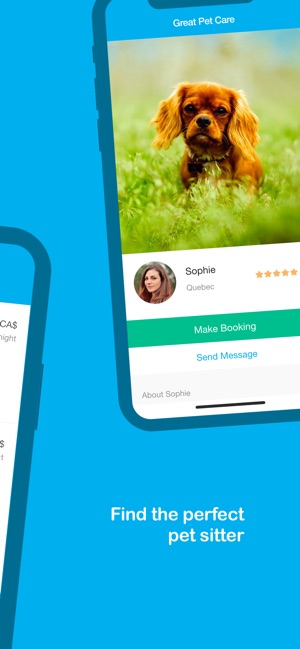 Great Pet Care
Sophie
Quebec
Make Booking
Send Message
About Sophie
CA$
night
$
t
Find the perfect
pet sitter